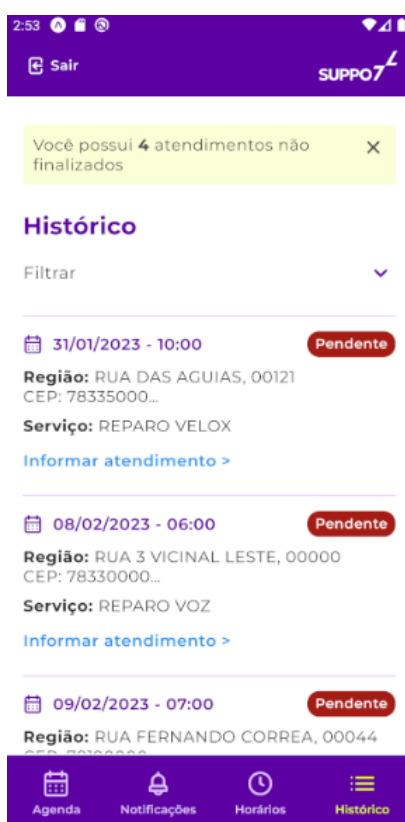 2:53
Sair
SUPPO7
Você possui 4 atendimentos não
finalizados
Histórico
Filtrar
31/01/2023 - 10:00 Pendente
Região: RUA DAS AGUIAS, 00121
CEP: 78335000...
Serviço: REPARO VELOX
Informar atendimento >
08/02/2023 - 06:00 Pendente
Região: RUA 3 VICINAL LESTE, 00000
CEP: 78330000...
Serviço: REPARO VOZ
Informar atendimento >
09/02/2023 - 07:00 Pendente
Região: RUA FERNANDO CORREA, 00044
Agenda Notificações Horários Histórico